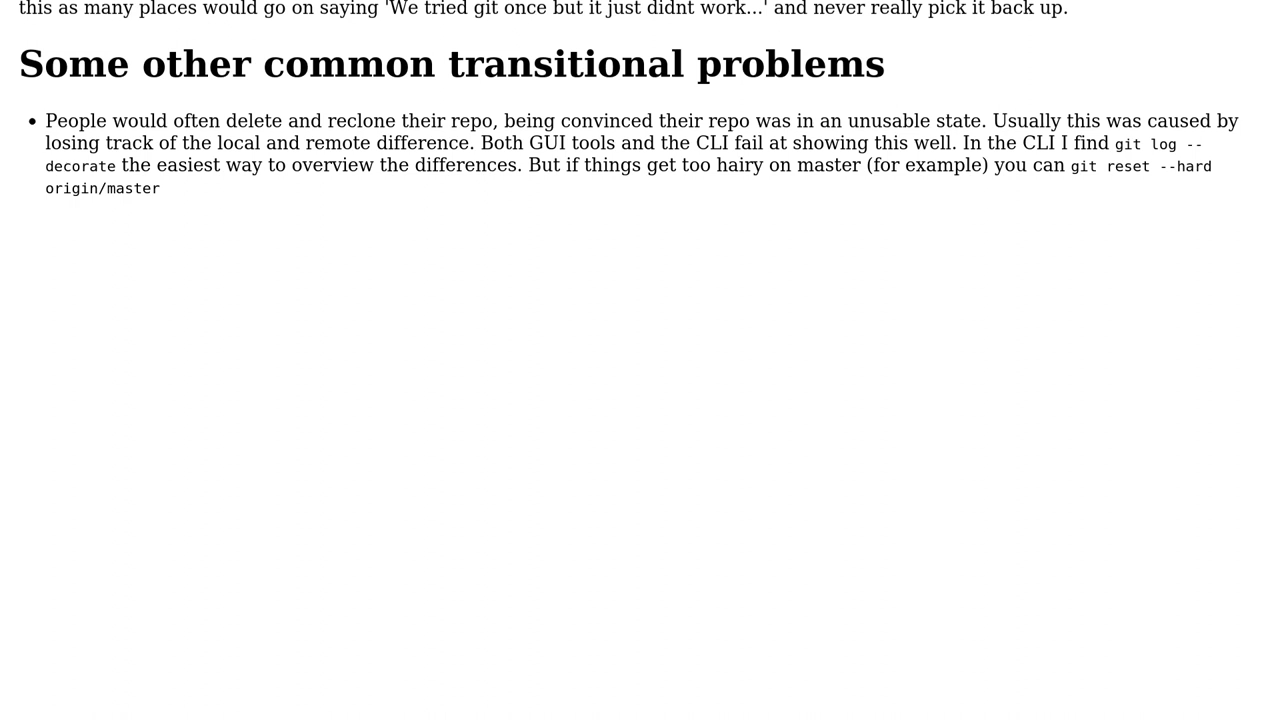 this as many places would go on saying 'We tried git once but it just didnt work...' and never really pick it back up.
Some other common transitional problems
• People would often delete and reclone their repo, being convinced their repo was in an unusable state. Usually this was caused by
losing track of the local and remote difference. Both GUI tools and the CLI fail at showing this well. In the CLI I find git log --
decorate the easiest way to overview the differences. But if things get too hairy on master (for example) you can git reset --hard
origin/master